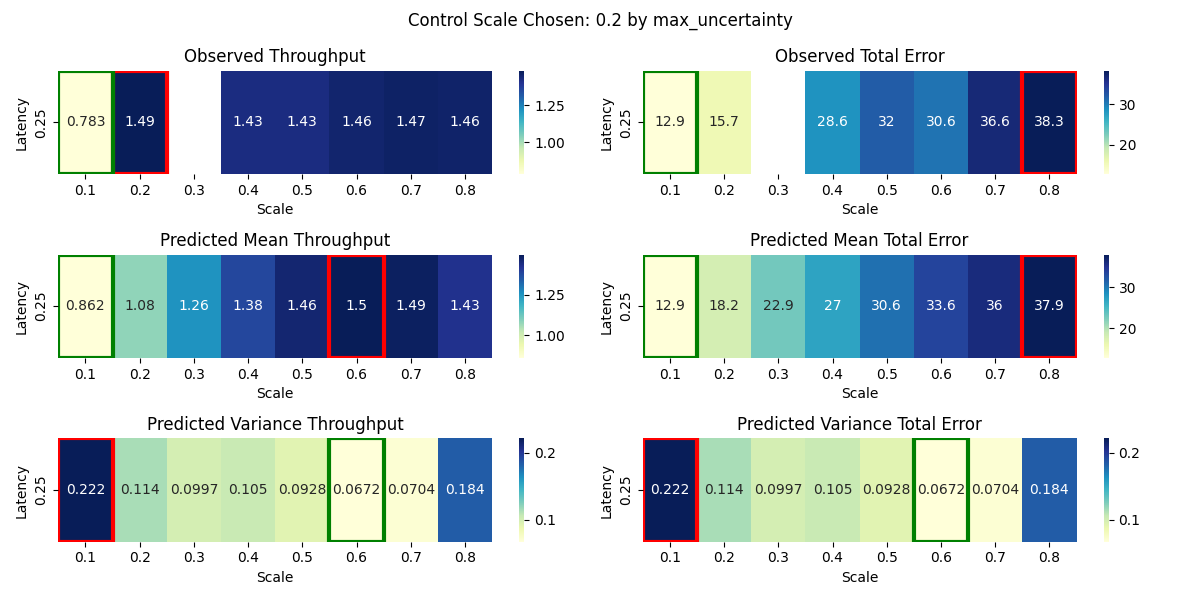 Control Scale Chosen: 0.2 by max_uncertainty
Observed Throughput
Latency
0.25
0.783 1.49 1.43 1.43 1.46 1.47 1.46
0.1 0.2 0.3 0.4 0.5 0.6 0.7 0.8
Scale
1.25
1.00
Observed Total Error
Latency
0.25
12.9 15.7 28.6 32 30.6 36.6 38.3
0.1 0.2 0.3 0.4 0.5 0.6 0.7 0.8
Scale
30
20
Predicted Mean Throughput
Latency
0.25
0.862 1.08 1.26 1.38 1.46 1.5 1.49 1.43
0.1 0.2 0.3 0.4 0.5 0.6 0.7 0.8
Scale
1.25
1.00
Predicted Mean Total Error
Latency
0.25
12.9 18.2 22.9 27 30.6 33.6 36 37.9
0.1 0.2 0.3 0.4 0.5 0.6 0.7 0.8
Scale
30
20
Predicted Variance Throughput
Latency
0.25
0.222 0.114 0.0997 0.105 0.0928 0.0672 0.0704 0.184
0.1 0.2 0.3 0.4 0.5 0.6 0.7 0.8
Scale
0.2
0.1
Predicted Variance Total Error
Latency
0.25
0.222 0.114 0.0997 0.105 0.0928 0.0672 0.0704 0.184
0.1 0.2 0.3 0.4 0.5 0.6 0.7 0.8
Scale
0.2
0.1